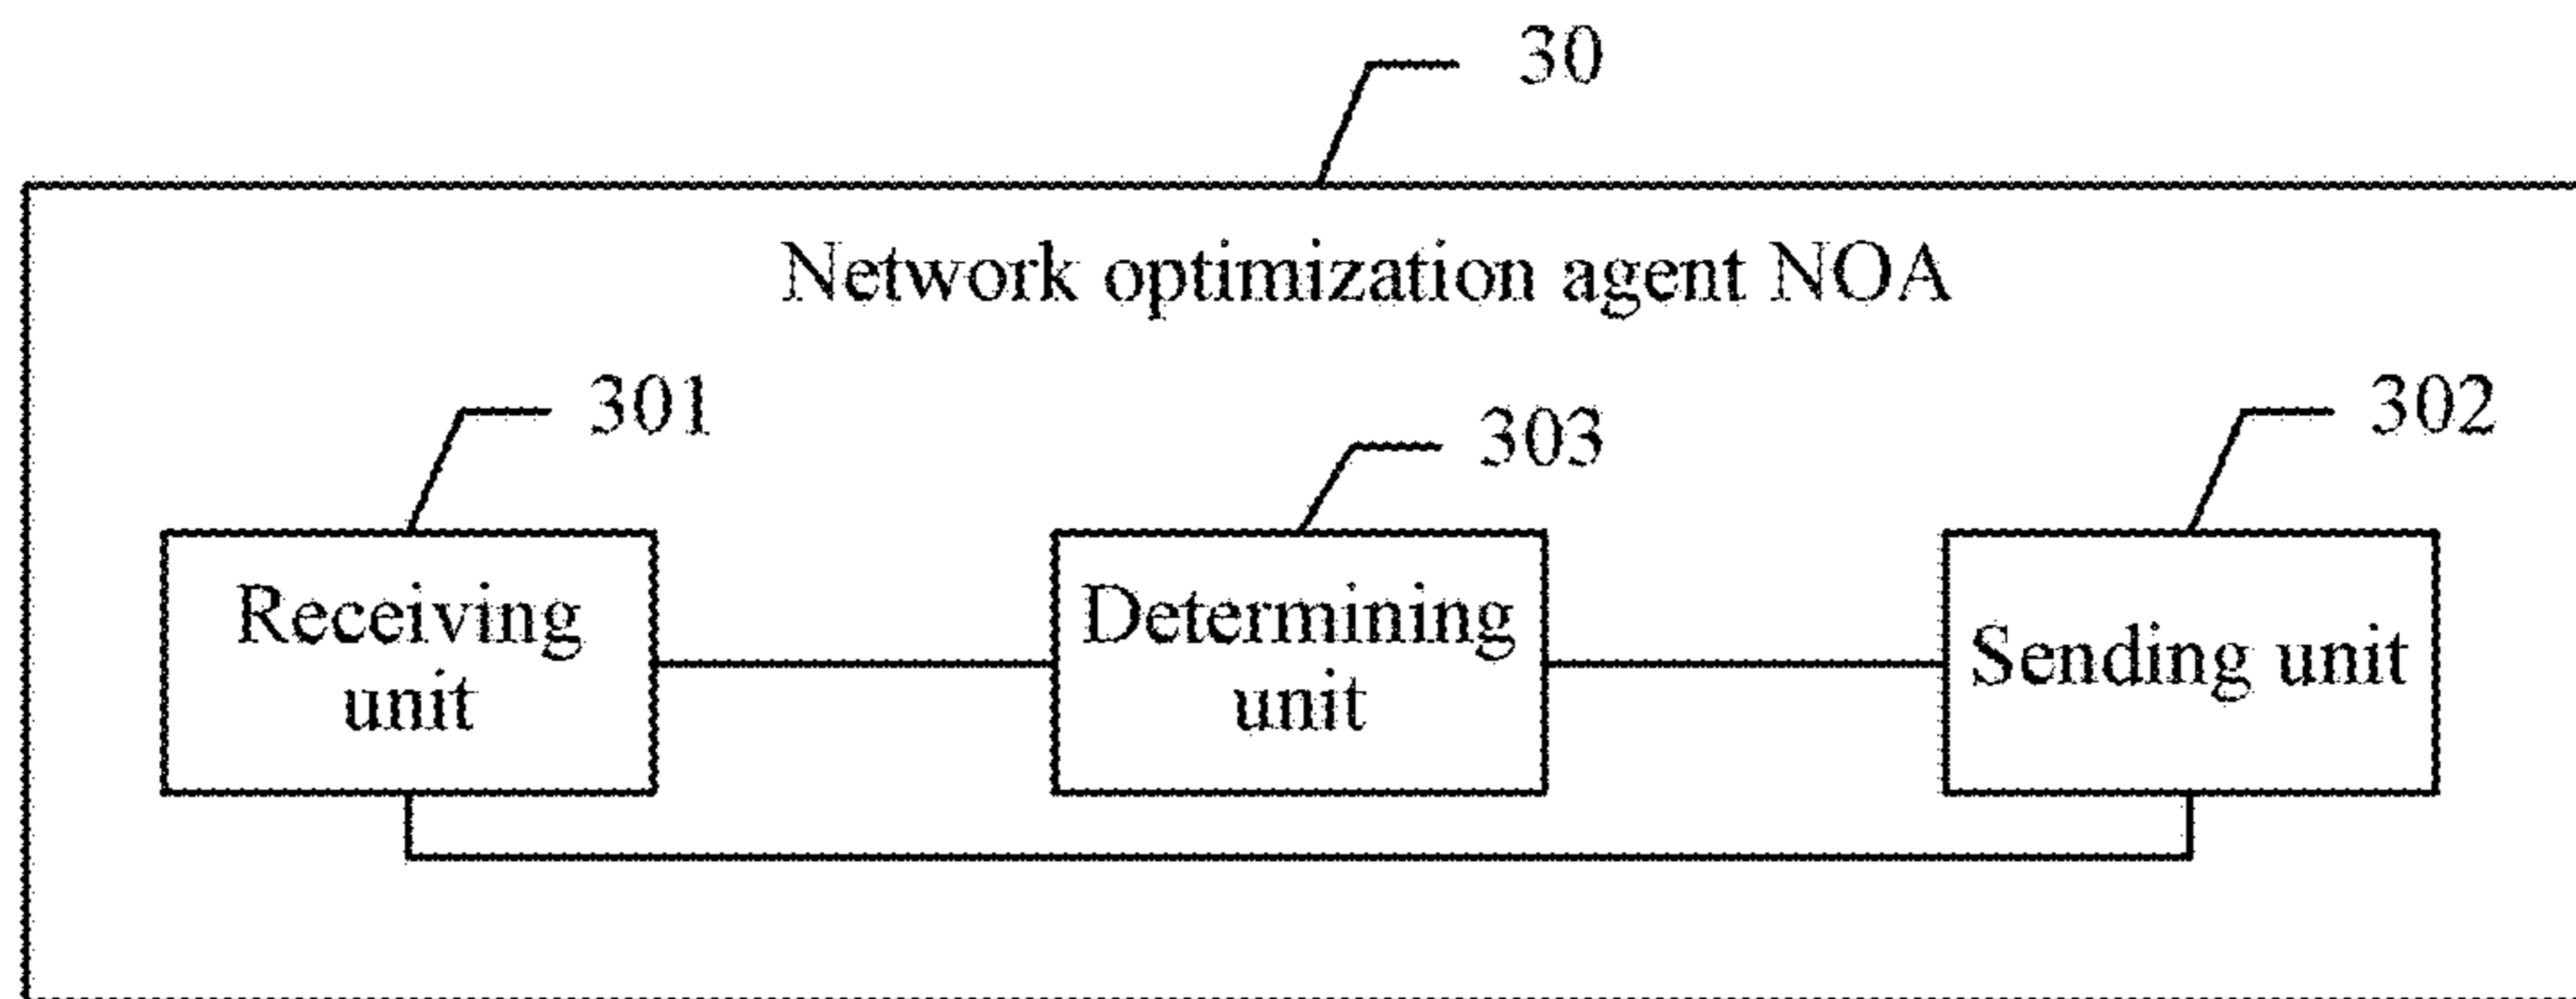 30
Network optimization agent NOA
301
303
302
Receiving
unit
Determining
unit
Sending unit